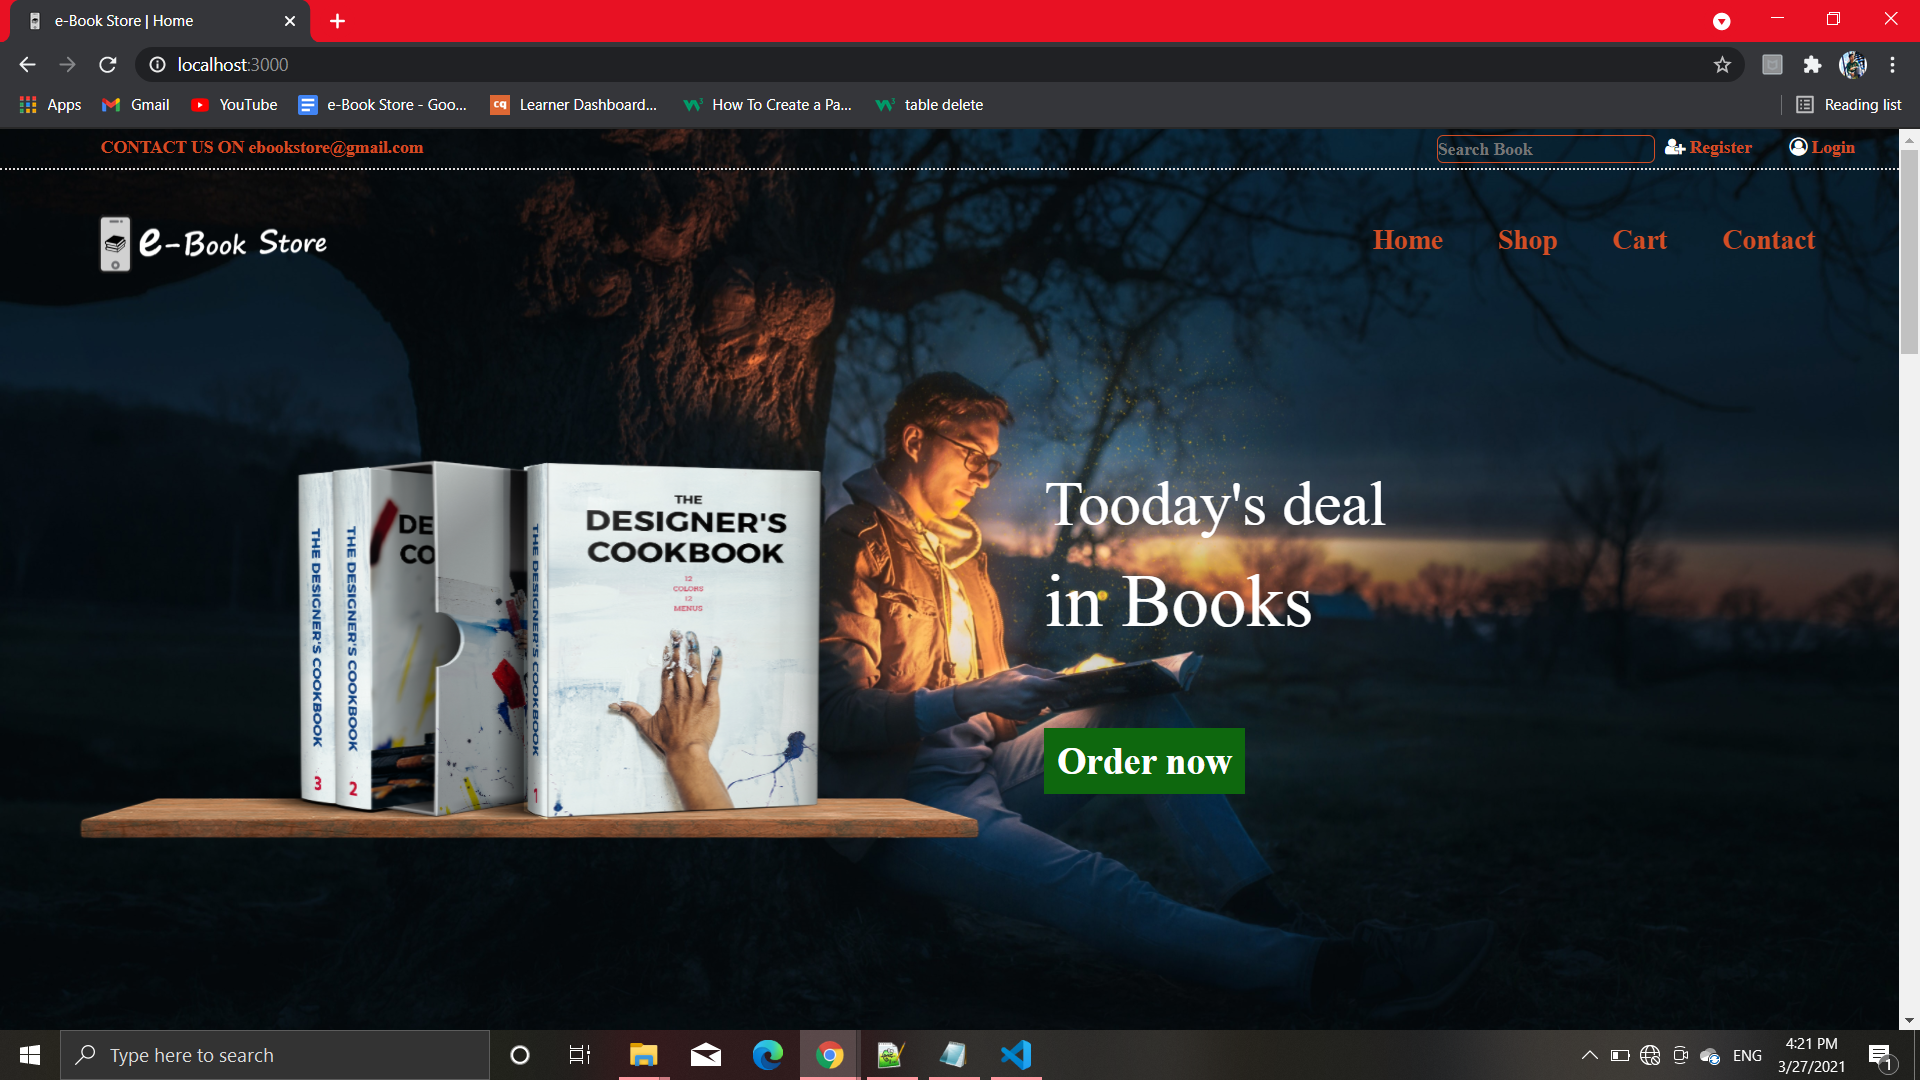 e-Book Store | Home
localhost:3000
Apps
Gmail
YouTube
e-Book Store - Goo...
Learner Dashboard...
How To Create a Pa...
table delete
Reading list
CONTACT US ON ebookstore@gmail.com
Search Book
Register
Login
e-Book Store
Home
Shop
Cart
Contact
THE DESIGNER'S COOKBOOK
3
THE DESIGNER'S COOKBOOK
2
DE
CO
THE DESIGNER'S COOKBOOK
1
THE
DESIGNER'S
COOKBOOK
12
COLORS
12
MENUS
Tooday's deal
in Books
Order now
Type here to search
ENG
4:21 PM
3/27/2021
1